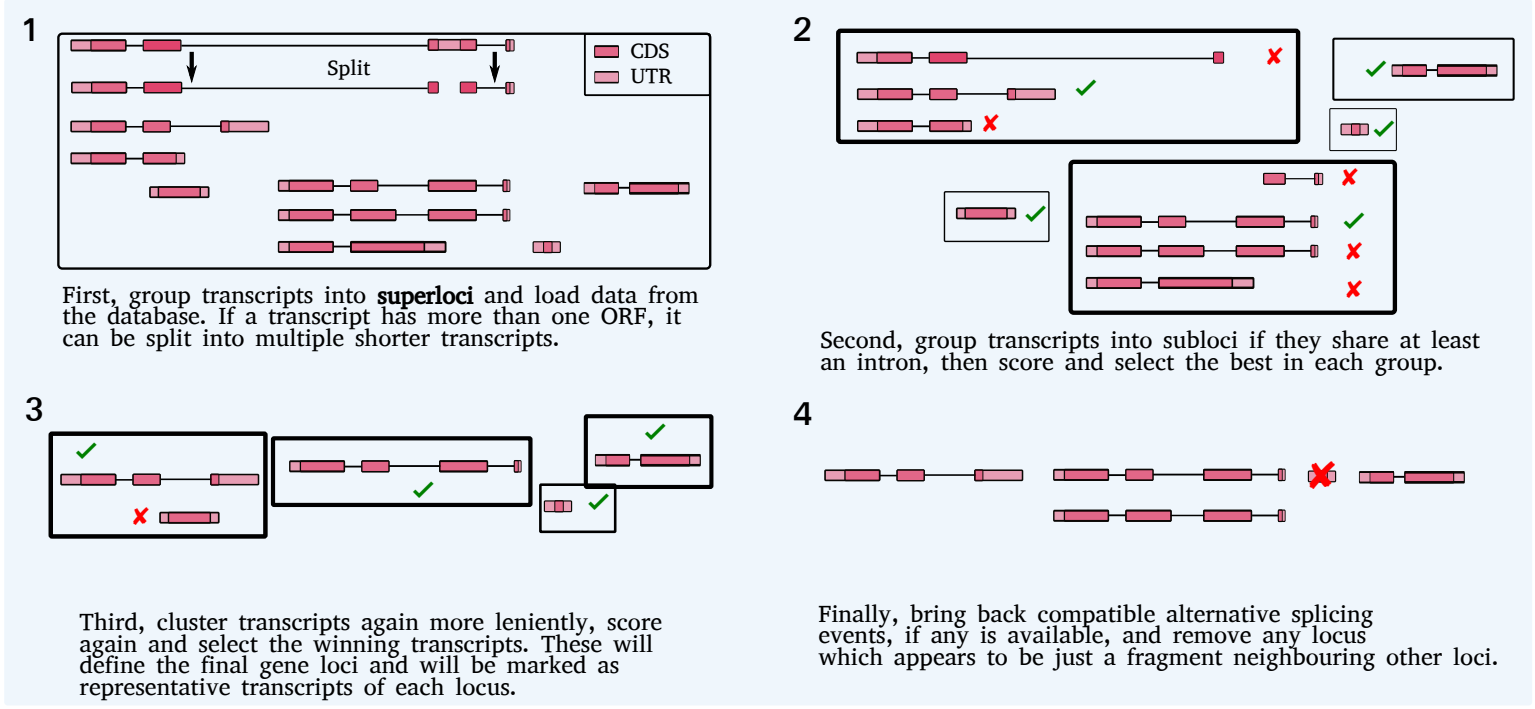 1
Split
CDS
UTR
First, group transcripts into superloci and load data from
the database. If a transcript has more than one ORF, it
can be split into multiple shorter transcripts.
2
Second, group transcripts into subloci if they share at least
an intron, then score and select the best in each group.
3
Third, cluster transcripts again more leniently, score
again and select the winning transcripts. These will
define the final gene loci and will be marked as
representative transcripts of each locus.
4
Finally, bring back compatible alternative splicing
events, if any is available, and remove any locus
which appears to be just a fragment neighbouring other loci.